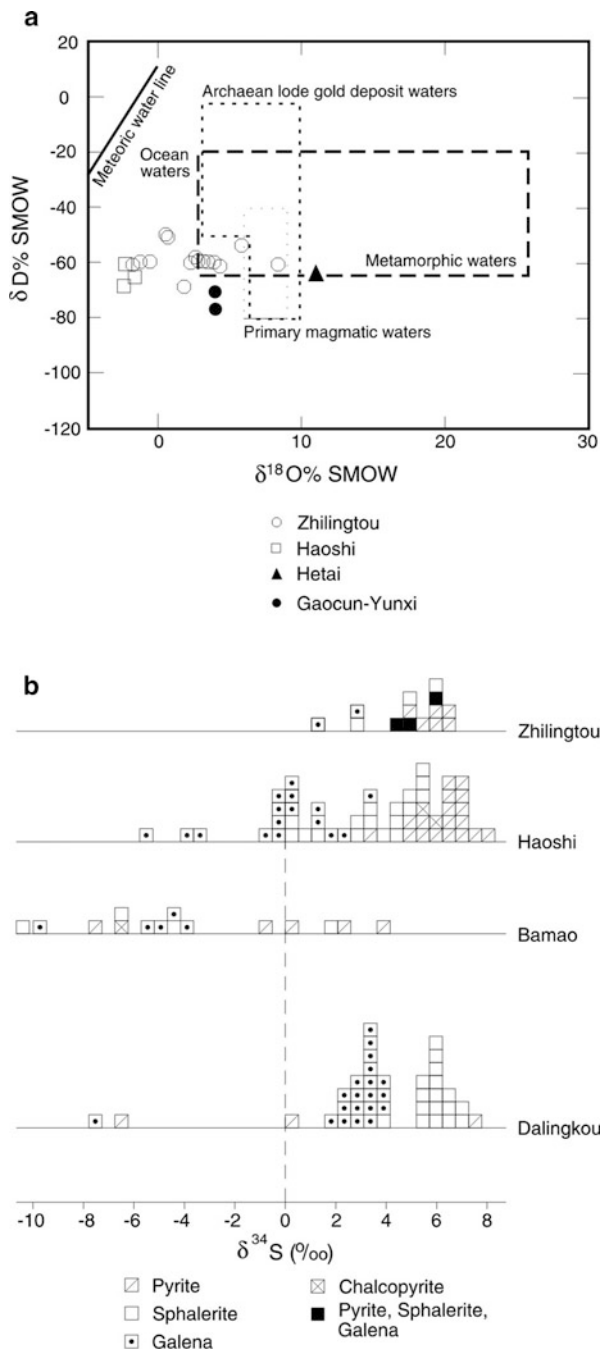 a
20
0
-20
-40
-60
-80
-100
-120
δD% SMOW
Meteoric water line
Archaean lode gold deposit waters
Ocean
waters
Metamorphic waters
Primary magmatic waters
0 10 20 30
δ18O% SMOW
Zhilingtou
Haoshi
Hetai
Gaocun-Yunxi
b
Zhilingtou
Haoshi
Bamao
Dalingkou
-10 -8 -6 -4 -2 0 2 4 6 8
δ34S (‰)
Pyrite
Sphalerite
Galena
Chalcopyrite
Pyrite, Sphalerite,
Galena